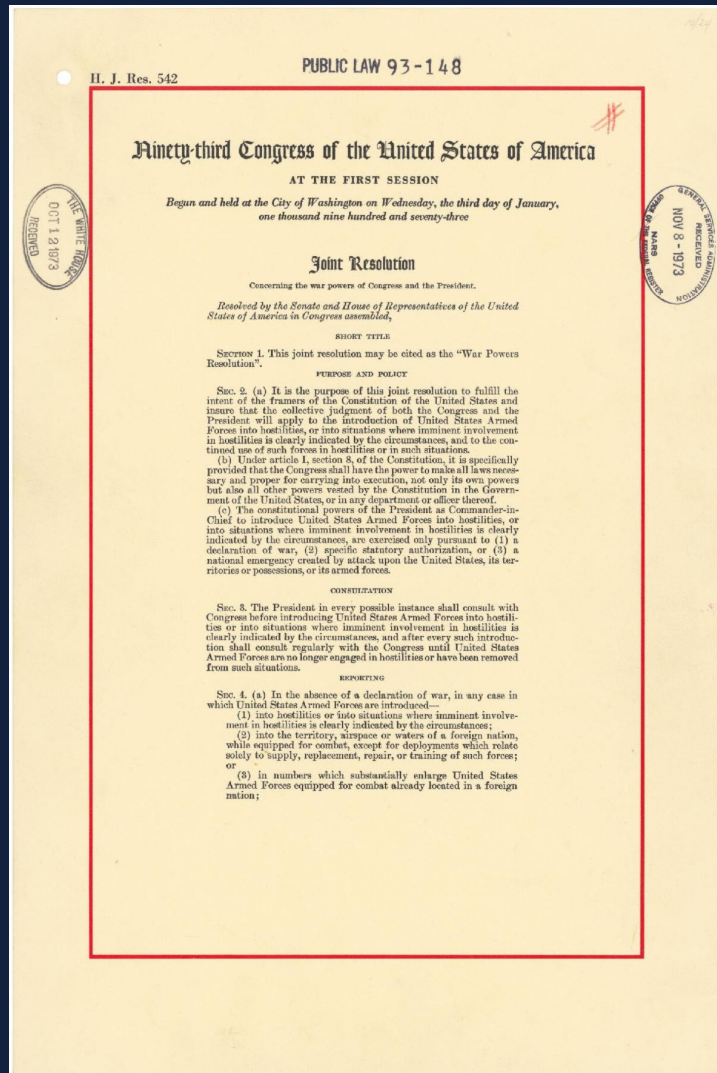 PUBLIC LAW 93-148
H. J. Res. 542
Ninety-third Congress of the United States of America
AT THE FIRST SESSION
Begun and held at the City of Washington on Wednesday, the third day of January,
one thousand nine hundred and seventy-three
THE WHITE HOUSE
OCT 12 1973
RECEIVED
GENERAL SERVICES ADMINISTRATION
RECEIVED
NOV 8 - 1973
NARS
OFFICE OF THE FEDERAL REGISTER
Joint Resolution
Concerning the war powers of Congress and the President.
Resolved by the Senate and House of Representatives of the United
States of America in Congress assembled,
SHORT TITLE
SECTION 1. This joint resolution may be cited as the “War Powers
Resolution”.
PURPOSE AND POLICY
SEC. 2. (a) It is the purpose of this joint resolution to fulfill the
intent of the framers of the Constitution of the United States and
insure that the collective judgment of both the Congress and the
President will apply to the introduction of United States Armed
Forces into hostilities, or into situations where imminent involvement
in hostilities is clearly indicated by the circumstances, and to the con-
tinued use of such forces in hostilities or in such situations.
(b) Under article I, section 8, of the Constitution, it is specifically
provided that the Congress shall have the power to make all laws neces-
sary and proper for carrying into execution, not only its own powers
but also all other powers vested by the Constitution in the Govern-
ment of the United States, or in any department or officer thereof.
(c) The constitutional powers of the President as Commander-in-
Chief to introduce United States Armed Forces into hostilities, or
into situations where imminent involvement in hostilities is clearly
indicated by the circumstances, are exercised only pursuant to (1) a
declaration of war, (2) specific statutory authorization, or (3) a
national emergency created by attack upon the United States, its ter-
ritories or possessions, or its armed forces.
CONSULTATION
SEC. 3. The President in every possible instance shall consult with
Congress before introducing United States Armed Forces into hostili-
ties or into situations where imminent involvement in hostilities is
clearly indicated by the circumstances, and after every such introduc-
tion shall consult regularly with the Congress until United States
Armed Forces are no longer engaged in hostilities or have been removed
from such situations.
REPORTING
SEC. 4. (a) In the absence of a declaration of war, in any case in
which United States Armed Forces are introduced—
(1) into hostilities or into situations where imminent involve-
ment in hostilities is clearly indicated by the circumstances;
(2) into the territory, airspace or waters of a foreign nation,
while equipped for combat, except for deployments which relate
solely to supply, replacement, repair, or training of such forces;
or
(3) in numbers which substantially enlarge United States
Armed Forces equipped for combat already located in a foreign
nation;